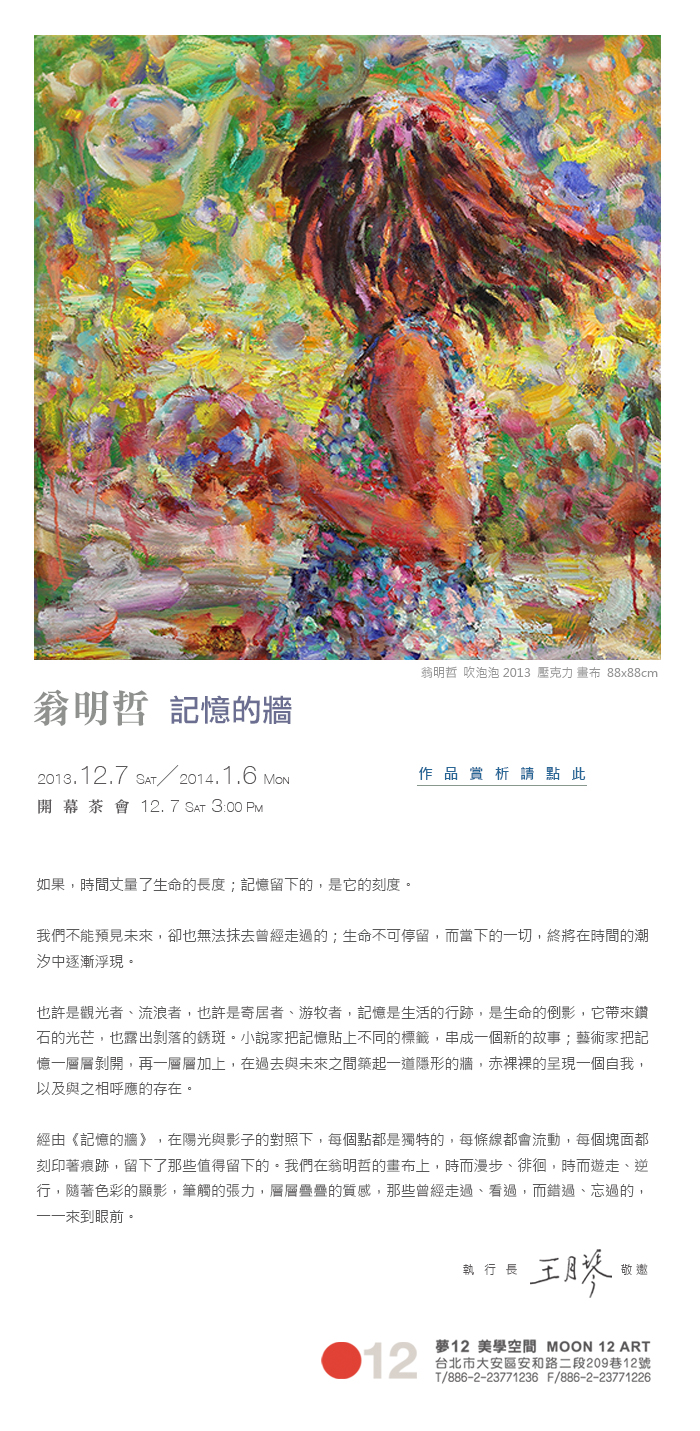 翁明哲 吹泡泡 2013 壓克力 畫布 88x88cm
翁明哲 記憶的牆
2013.12.7 SAT／2014.1.6 MON
作品賞析請點此
開幕茶會 12. 7 SAT 3:00 PM
如果，時間丈量了生命的長度；記憶留下的，是它的刻度。
我們不能預見未來，卻也無法抹去曾經走過的；生命不可停留，而當下的一切，終將在時間的潮
汐中逐漸浮現。
也許是觀光者、流浪者，也許是寄居者、游牧者，記憶是生活的行跡，是生命的倒影，它帶來鑽
石的光芒，也露出剝落的銹斑。小說家把記憶貼上不同的標籤，串成一個新的故事；藝術家把記
憶一層層剝開，再一層層加上，在過去與未來之間築起一道隱形的牆，赤裸裸的呈現一個自我，
以及與之相呼應的存在。
經由《記憶的牆》，在陽光與影子的對照下，每個點都是獨特的，每條線都會流動，每個塊面都
刻印著痕跡，留下了那些值得留下的。我們在翁明哲的畫布上，時而漫步、徘徊，時而遊走、逆
行，隨著色彩的顯影，筆觸的張力，層層疊疊的質感，那些曾經走過、看過，而錯過、忘過的，
一一來到眼前。
執行長 王月琴 敬邀
12 夢12 美學空間 MOON 12 ART
台北市大安區安和路二段209巷12號
T/886-2-23771236 F/886-2-23771226